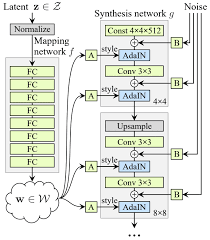 Latent z ∈ Z
Normalize
Mapping
network f
FC
FC
FC
FC
FC
FC
FC
FC
w ∈ W
Synthesis network g
Noise
Const 4×4×512
B
A
style
AdaIN
Conv 3×3
B
A
style
AdaIN
4×4
Upsample
Conv 3×3
B
A
style
AdaIN
Conv 3×3
B
A
style
AdaIN
8×8
...